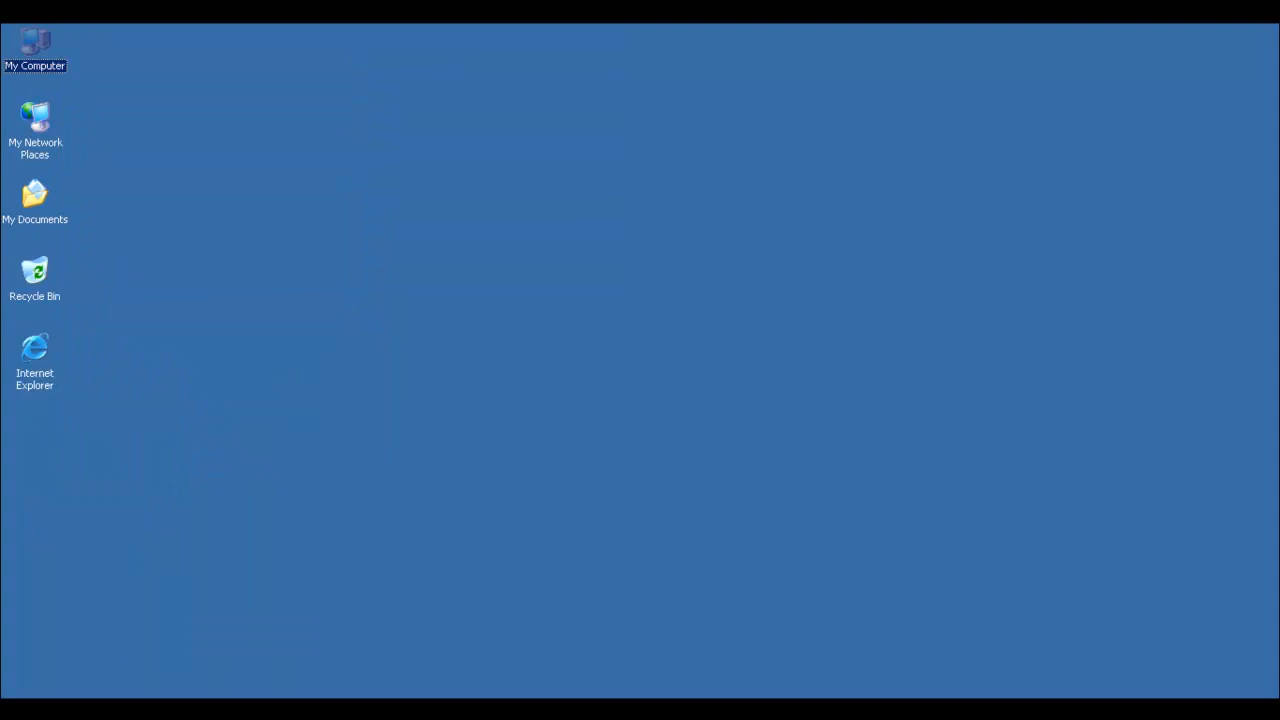 My Computer
My Network
Places
My Documents
Recycle Bin
Internet
Explorer